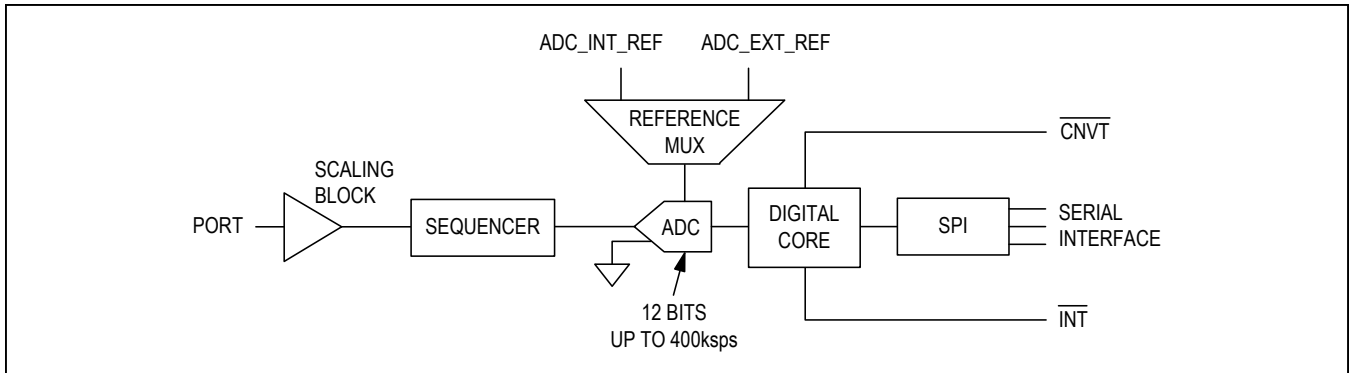 ADC_INT_REF
ADC_EXT_REF
REFERENCE
MUX
CNVT
SCALING
BLOCK
PORT
SEQUENCER
ADC
DIGITAL
CORE
SPI
SERIAL
INTERFACE
12 BITS
UP TO 400ksps
INT